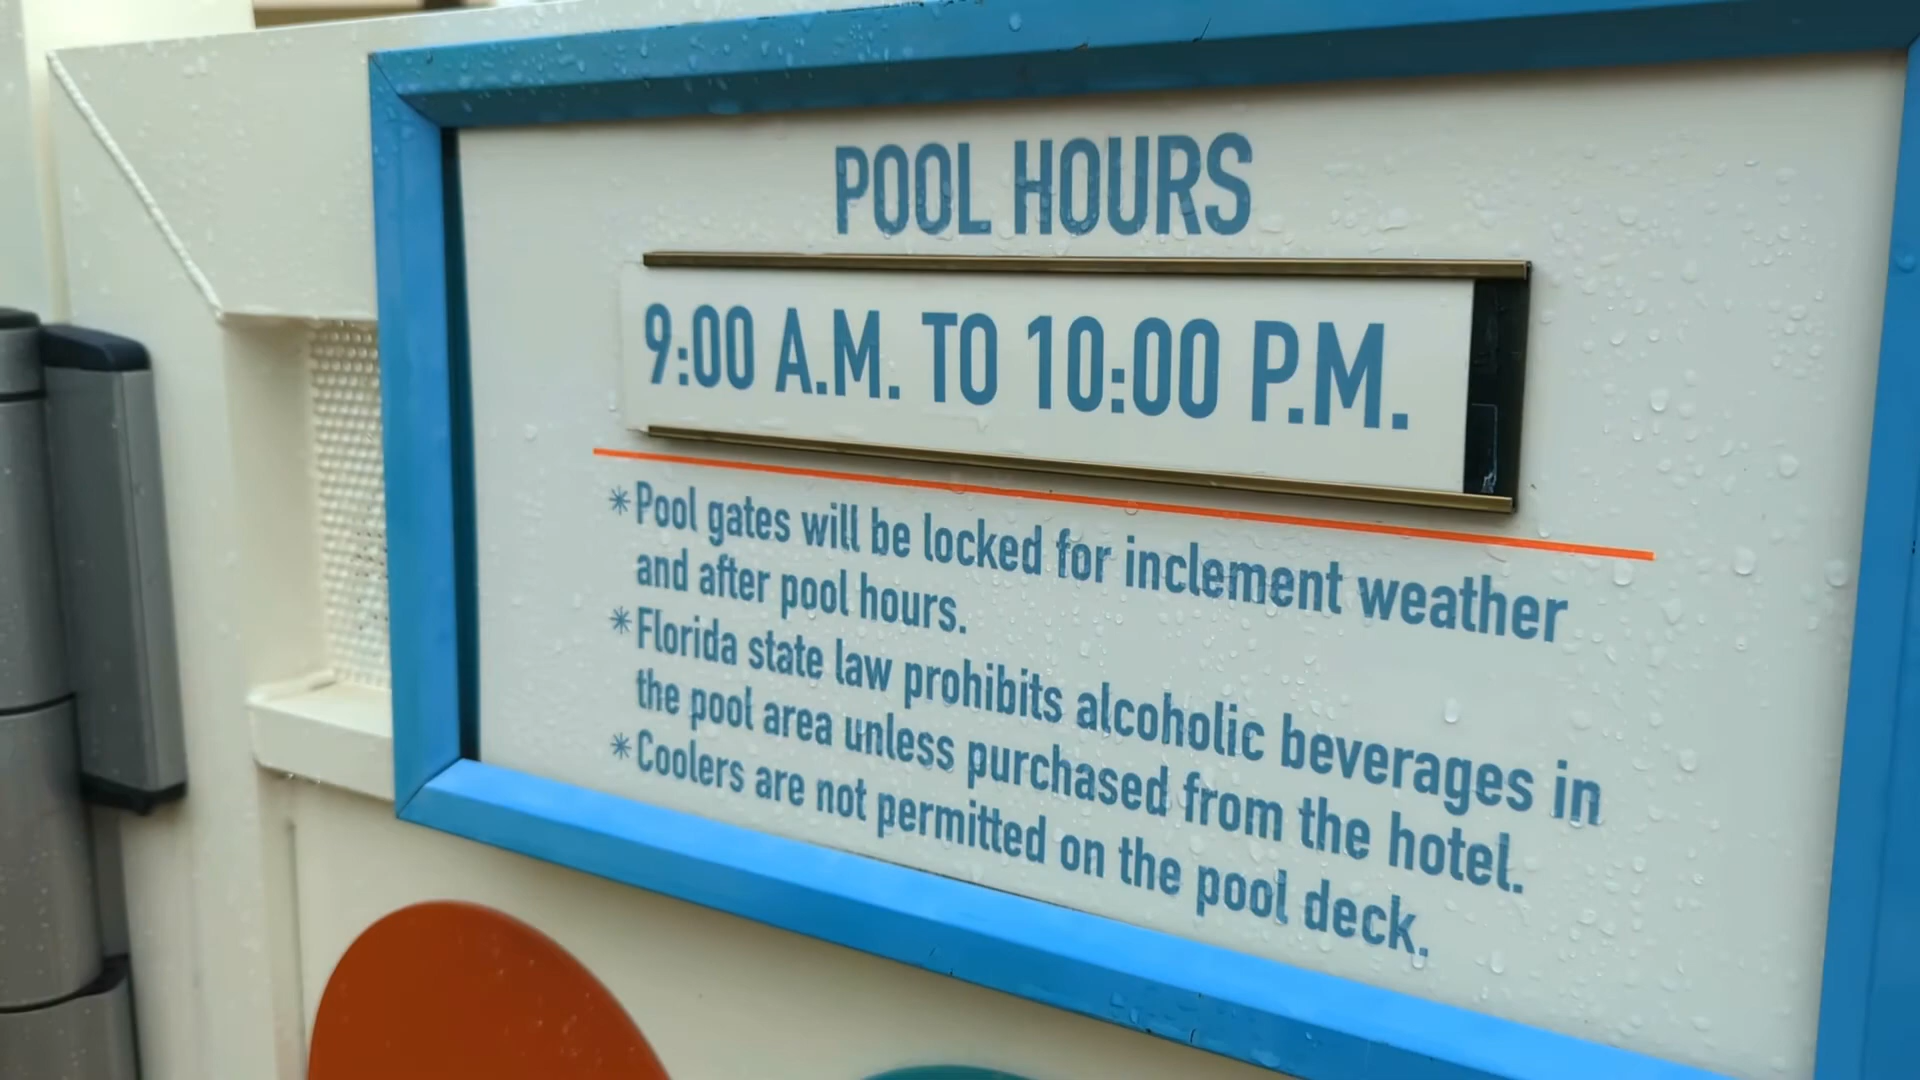 POOL HOURS
9:00 A.M. TO 10:00 P.M.
* Pool gates will be locked for inclement weather
and after pool hours.
* Florida state law prohibits alcoholic beverages in
the pool area unless purchased from the hotel.
* Coolers are not permitted on the pool deck.